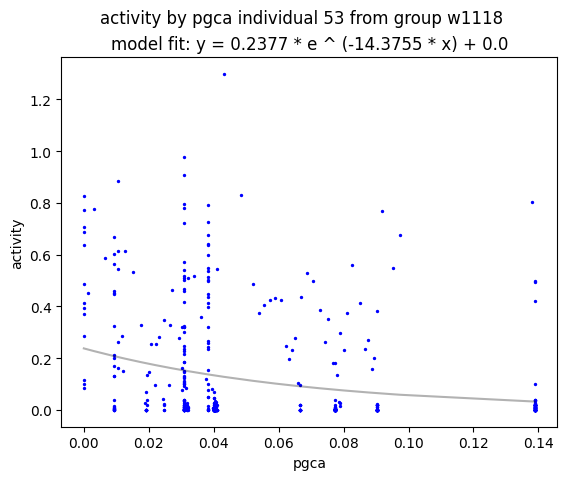 activity by pgca individual 53 from group w1118
model fit: y = 0.2377 * e ^ (-14.3755 * x) + 0.0
activity
1.2
1.0
0.8
0.6
0.4
0.2
0.0
0.00 0.02 0.04 0.06 0.08 0.10 0.12 0.14
pgca